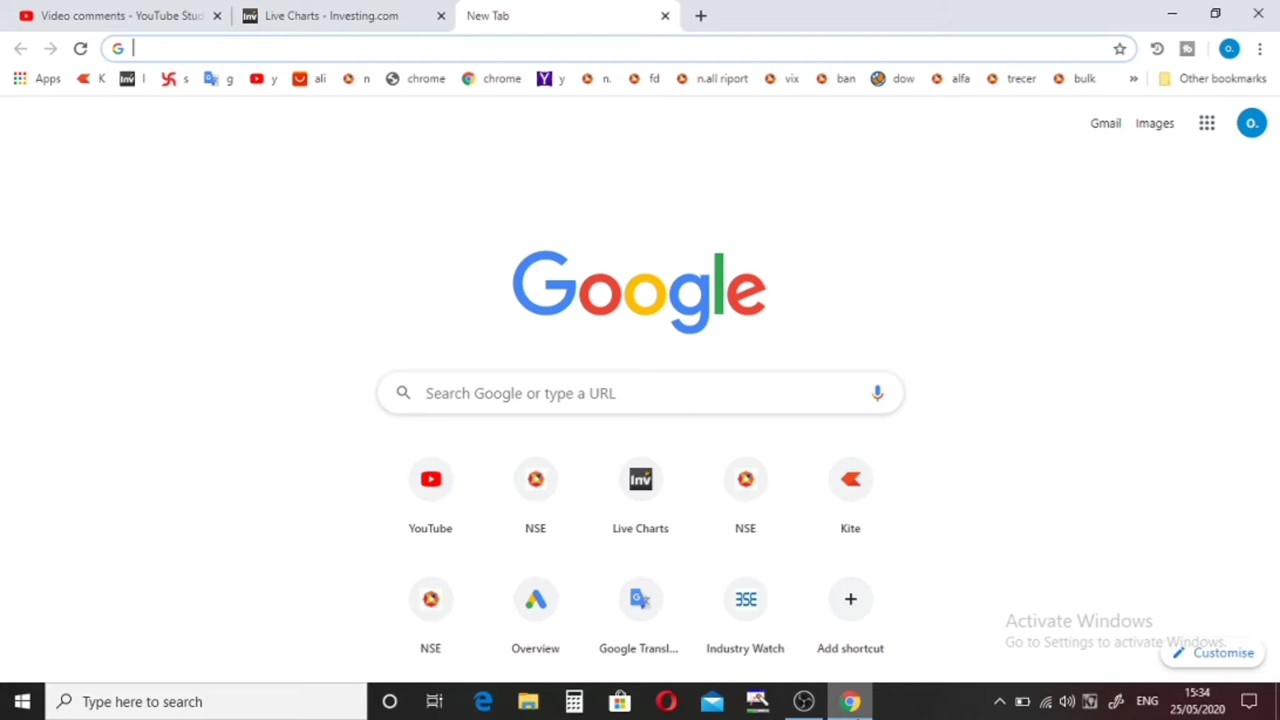 Video comments - YouTube Stud
Live Charts - Investing.com
New Tab
Apps K I s g y ali n chrome chrome y n. fd n.all riport vix ban dow alfa trecer bulk » Other bookmarks
Gmail Images O.
Google
Search Google or type a URL
YouTube NSE Live Charts NSE Kite
NSE Overview Google Transl... Industry Watch Add shortcut
Activate Windows
Go to Settings to activate Windows.
Customise
Type here to search
ENG
15:34
25/05/2020